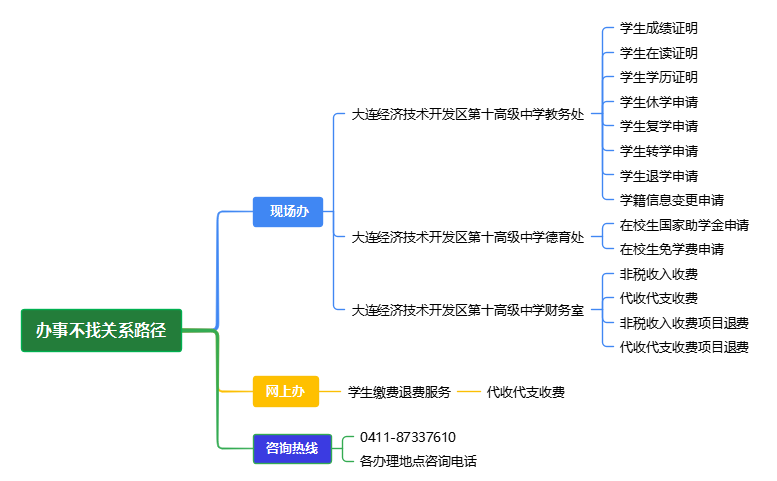 办事不找关系路径
现场办
大连经济技术开发区第十高级中学教务处
学生成绩证明
学生在读证明
学生学历证明
学生休学申请
学生复学申请
学生转学申请
学生退学申请
学籍信息变更申请
大连经济技术开发区第十高级中学德育处
在校生国家助学金申请
在校生免学费申请
大连经济技术开发区第十高级中学财务室
非税收入收费
代收代支收费
非税收入收费项目退费
代收代支收费项目退费
网上办
学生缴费退费服务
代收代支收费
咨询热线
0411-87337610
各办理地点咨询电话